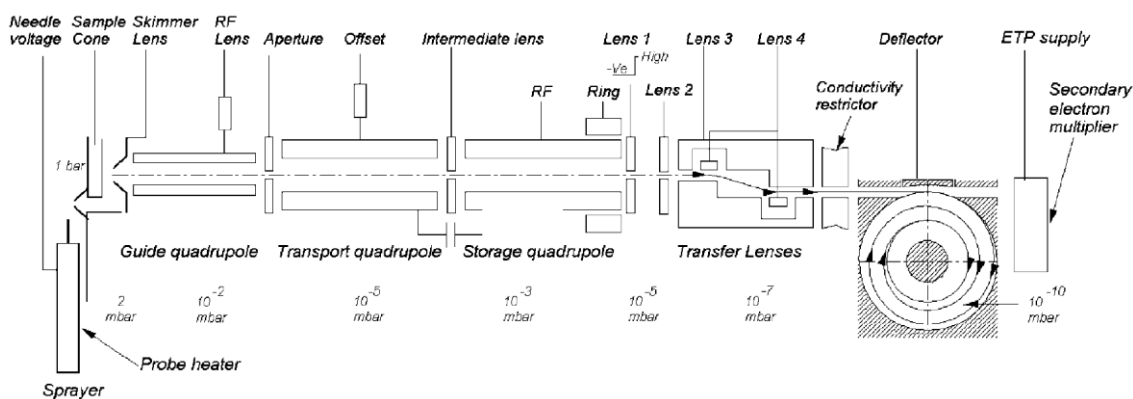 Needle
voltage
Sample
Cone
Skimmer
Lens
RF
Lens
Aperture
Offset
Intermediate lens
Lens 1
-Ve
High
Lens 3
Lens 4
Deflector
ETP supply
RF
Ring
Lens 2
Conductivity
restrictor
Secondary
electron
multiplier
1 bar
Guide quadrupole
Transport quadrupole
Storage quadrupole
Transfer Lenses
2
mbar
10-2
mbar
10-5
mbar
10-3
mbar
10-5
mbar
10-7
mbar
10-10
mbar
Probe heater
Sprayer